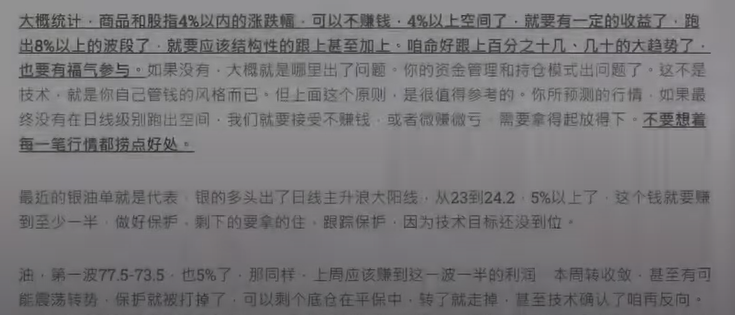 大概统计，商品和股指4%以内的涨跌幅，可以不赚钱，4%以上空间了，就要有一定的收益了，跑
出8%以上的波段了，就要应该结构性的跟上甚至加上。咱命好跟上百分之十几、几十的大趋势了，
也要有福气参与。如果没有，大概就是哪里出了问题。你的资金管理和持仓模式出问题了。这不是
技术，就是你自己管钱的风格而已。但上面这个原则，是很值得参考的。你所预测的行情，如果最
终没有在日线级别跑出空间，我们就要接受不赚钱，或者微赚微亏，需要拿得起放得下。不要想着
每一笔行情都捞点好处。
最近的银油单就是代表，银的多头出了日线主升浪大阳线，从23到24.2，5%以上了，这个钱就要赚
到至少一半，做好保护，剩下的要拿的住，跟踪保护，因为技术目标还没到位。
油，第一波77.5-73.5，也5%了，那同样，上周应该赚到这一波一半的利润，本周转收敛，甚至有可
能震荡转势，保护就被打掉了，可以剩个底仓在平保中，转了就走掉，甚至技术确认了咱再反向。